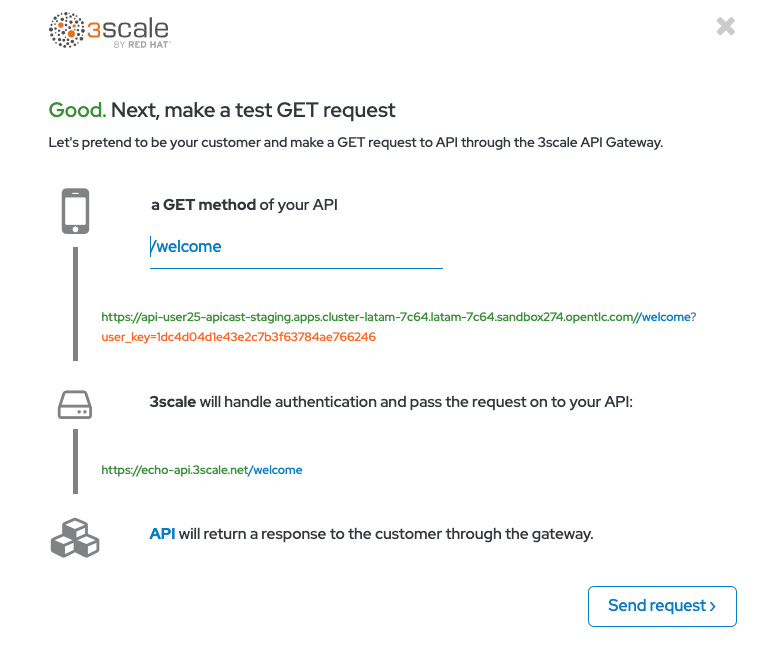 3scale
BY RED HAT
Good. Next, make a test GET request
Let's pretend to be your customer and make a GET request to API through the 3scale API Gateway.
a GET method of your API
/welcome
https://api-user25-apicast-staging.apps.cluster-latam-7c64.latam-7c64.sandbox274.opentlc.com//welcome?
user_key=1dc4d04d1e43e2c7b3f63784ae766246
3scale will handle authentication and pass the request on to your API:
https://echo-api.3scale.net/welcome
API will return a response to the customer through the gateway.
Send request ›